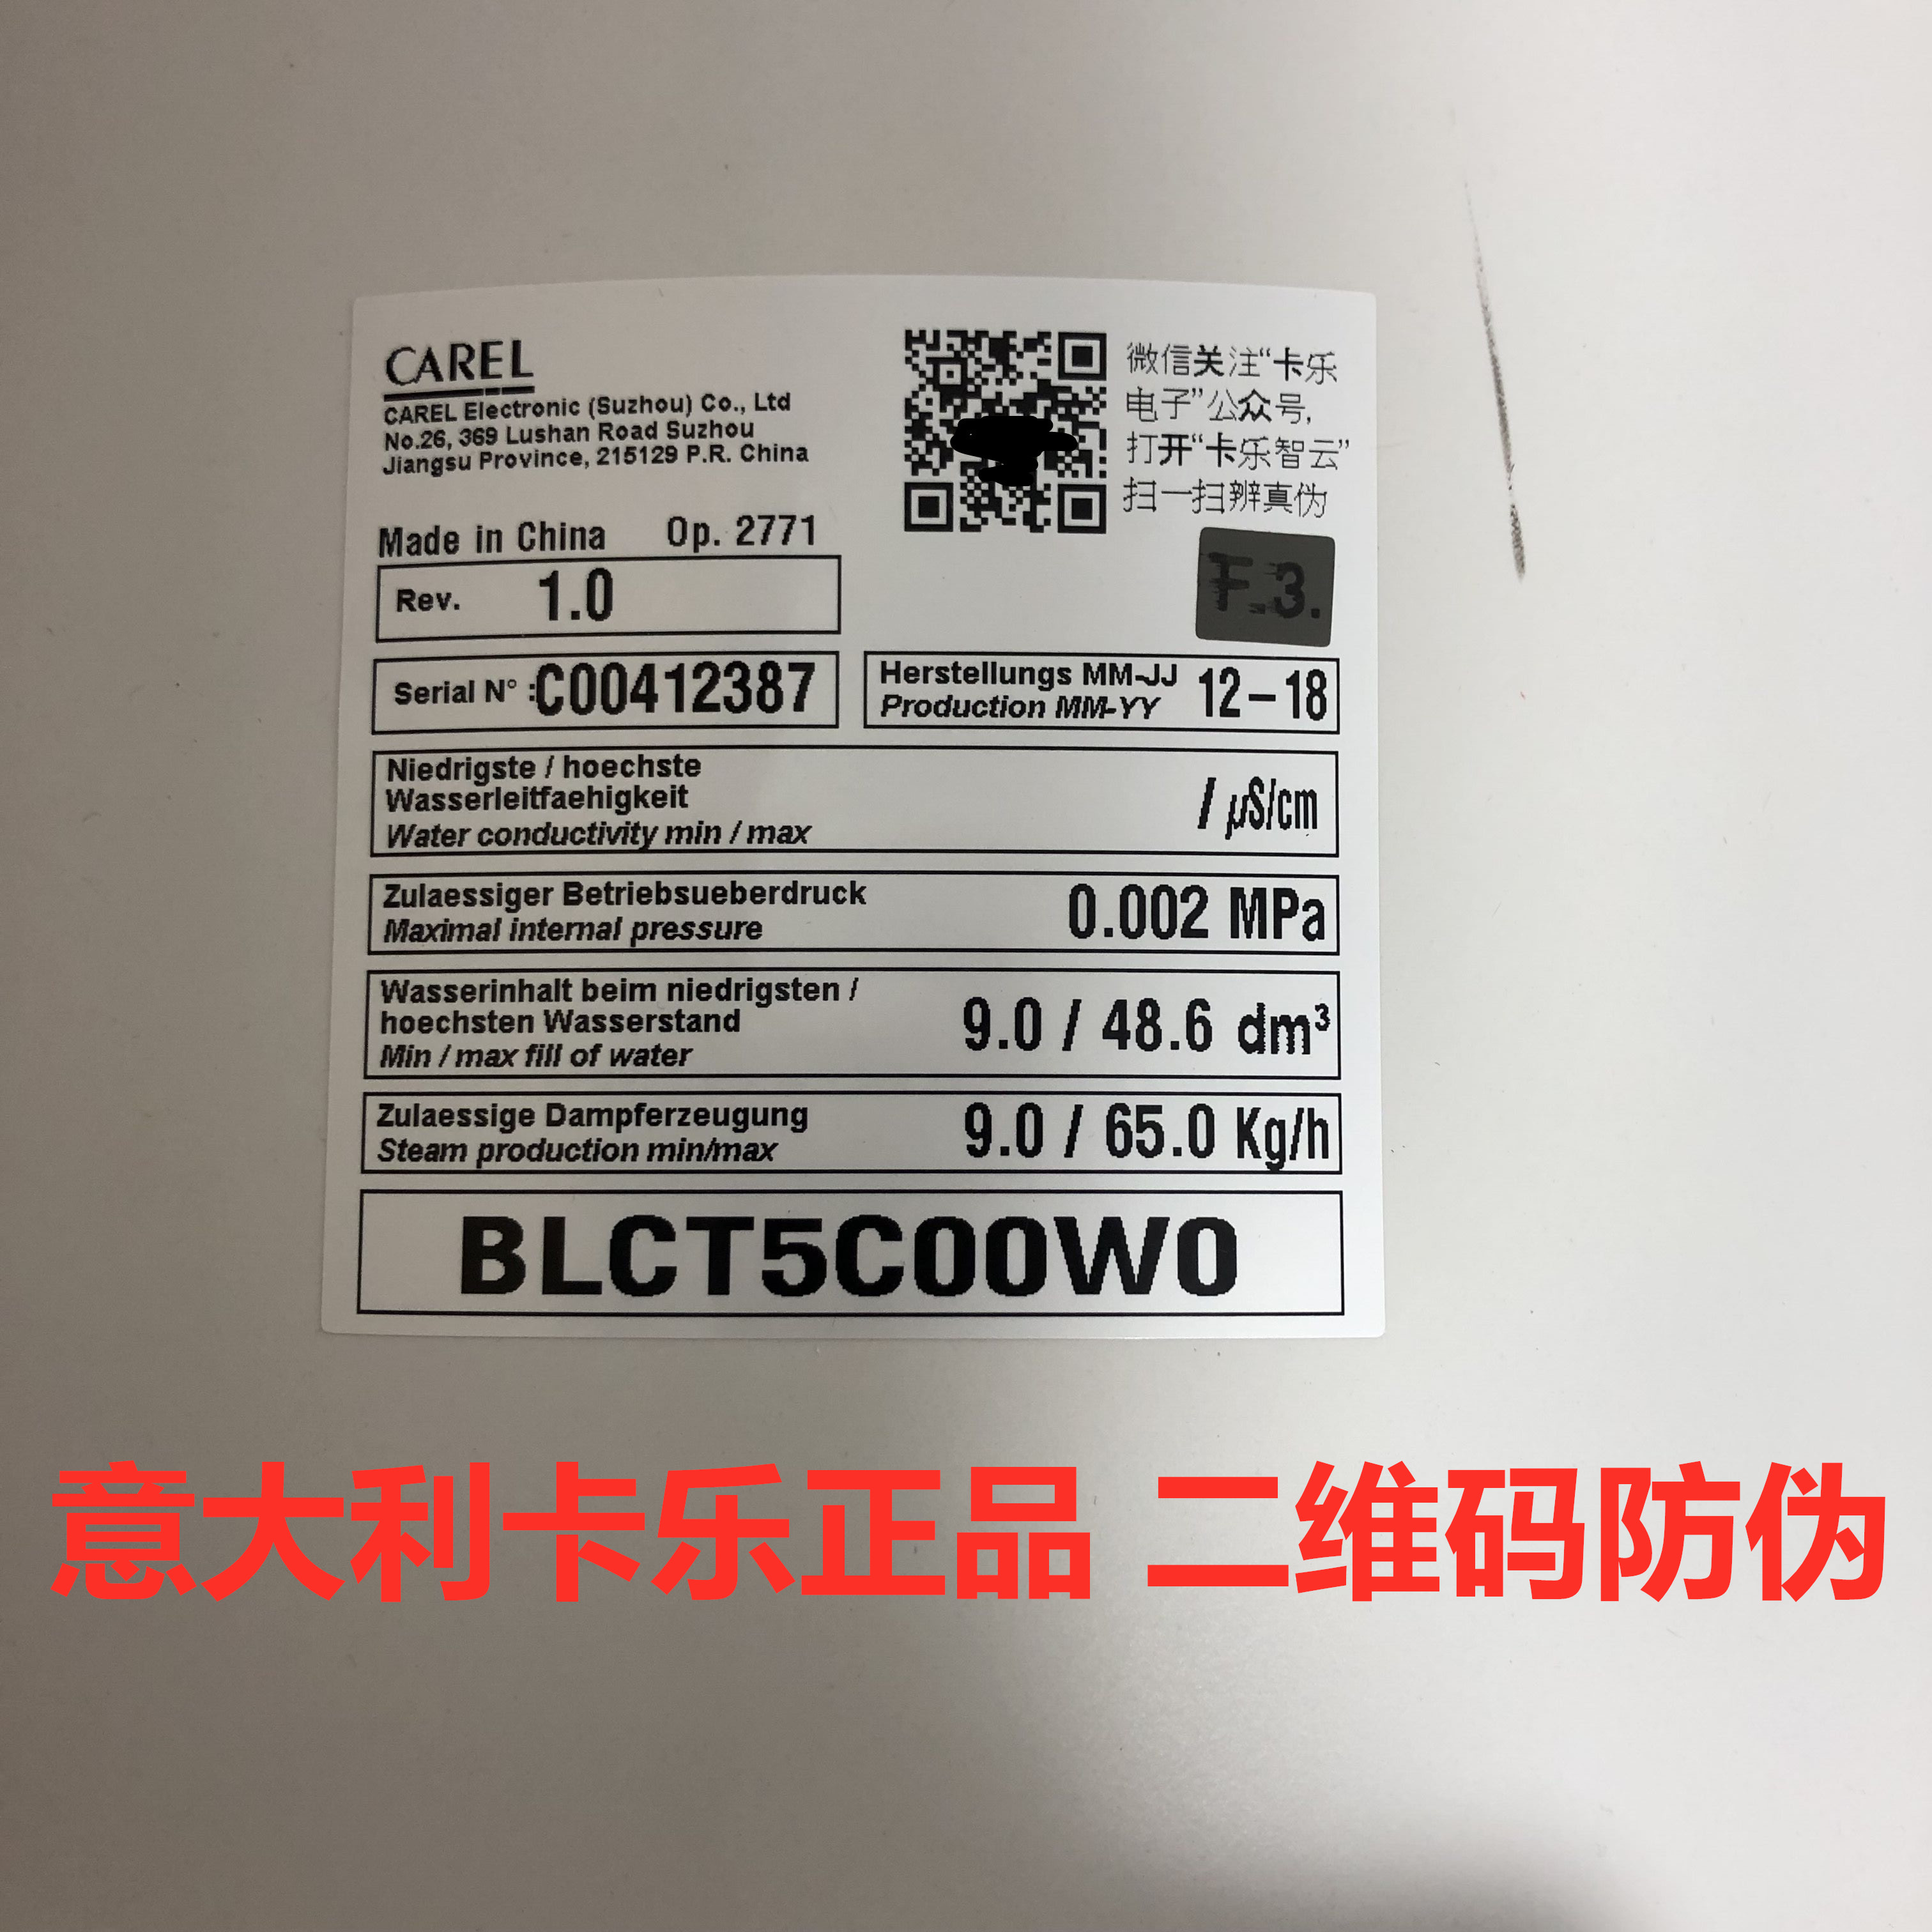 CAREL
CAREL Electronic (Suzhou) Co., Ltd
No.26, 369 Lushan Road Suzhou
Jiangsu Province, 215129 P.R. China
微信关注“卡乐
电子”公众号,
打开“卡乐智云”
扫一扫辨真伪
Made in China Op. 2771
F.3.
Rev. 1.0
Serial N° :C00412387
Herstellungs MM-JJ
Production MM-YY
12-18
Niedrigste / hoechste
Wasserleitfaehigkeit
Water conductivity min / max
/ µS/cm
Zulaessiger Betriebsueberdruck
Maximal internal pressure
0.002 MPa
Wasserinhalt beim niedrigsten /
hoechsten Wasserstand
Min / max fill of water
9.0 / 48.6 dm³
Zulaessige Dampferzeugung
Steam production min/max
9.0 / 65.0 Kg/h
BLCT5C00W0
意大利卡乐正品 二维码防伪